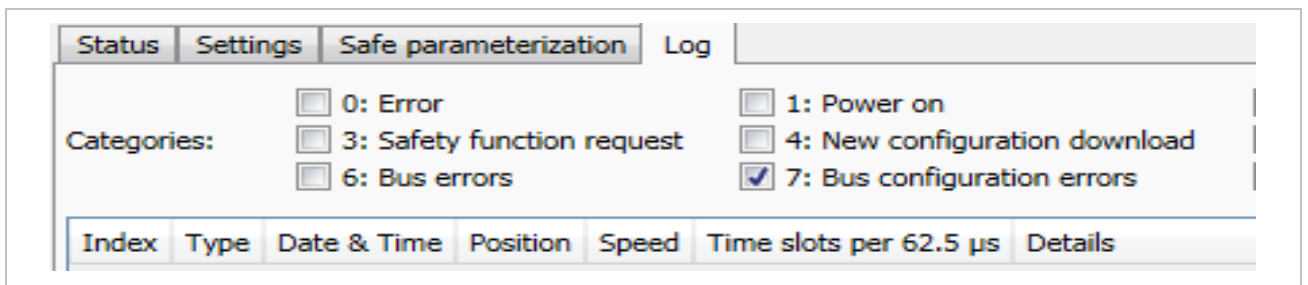 Status Settings Safe parameterization Log
0: Error 1: Power on
Categories: 3: Safety function request 4: New configuration download
6: Bus errors 7: Bus configuration errors
Index Type Date & Time Position Speed Time slots per 62.5 µs Details